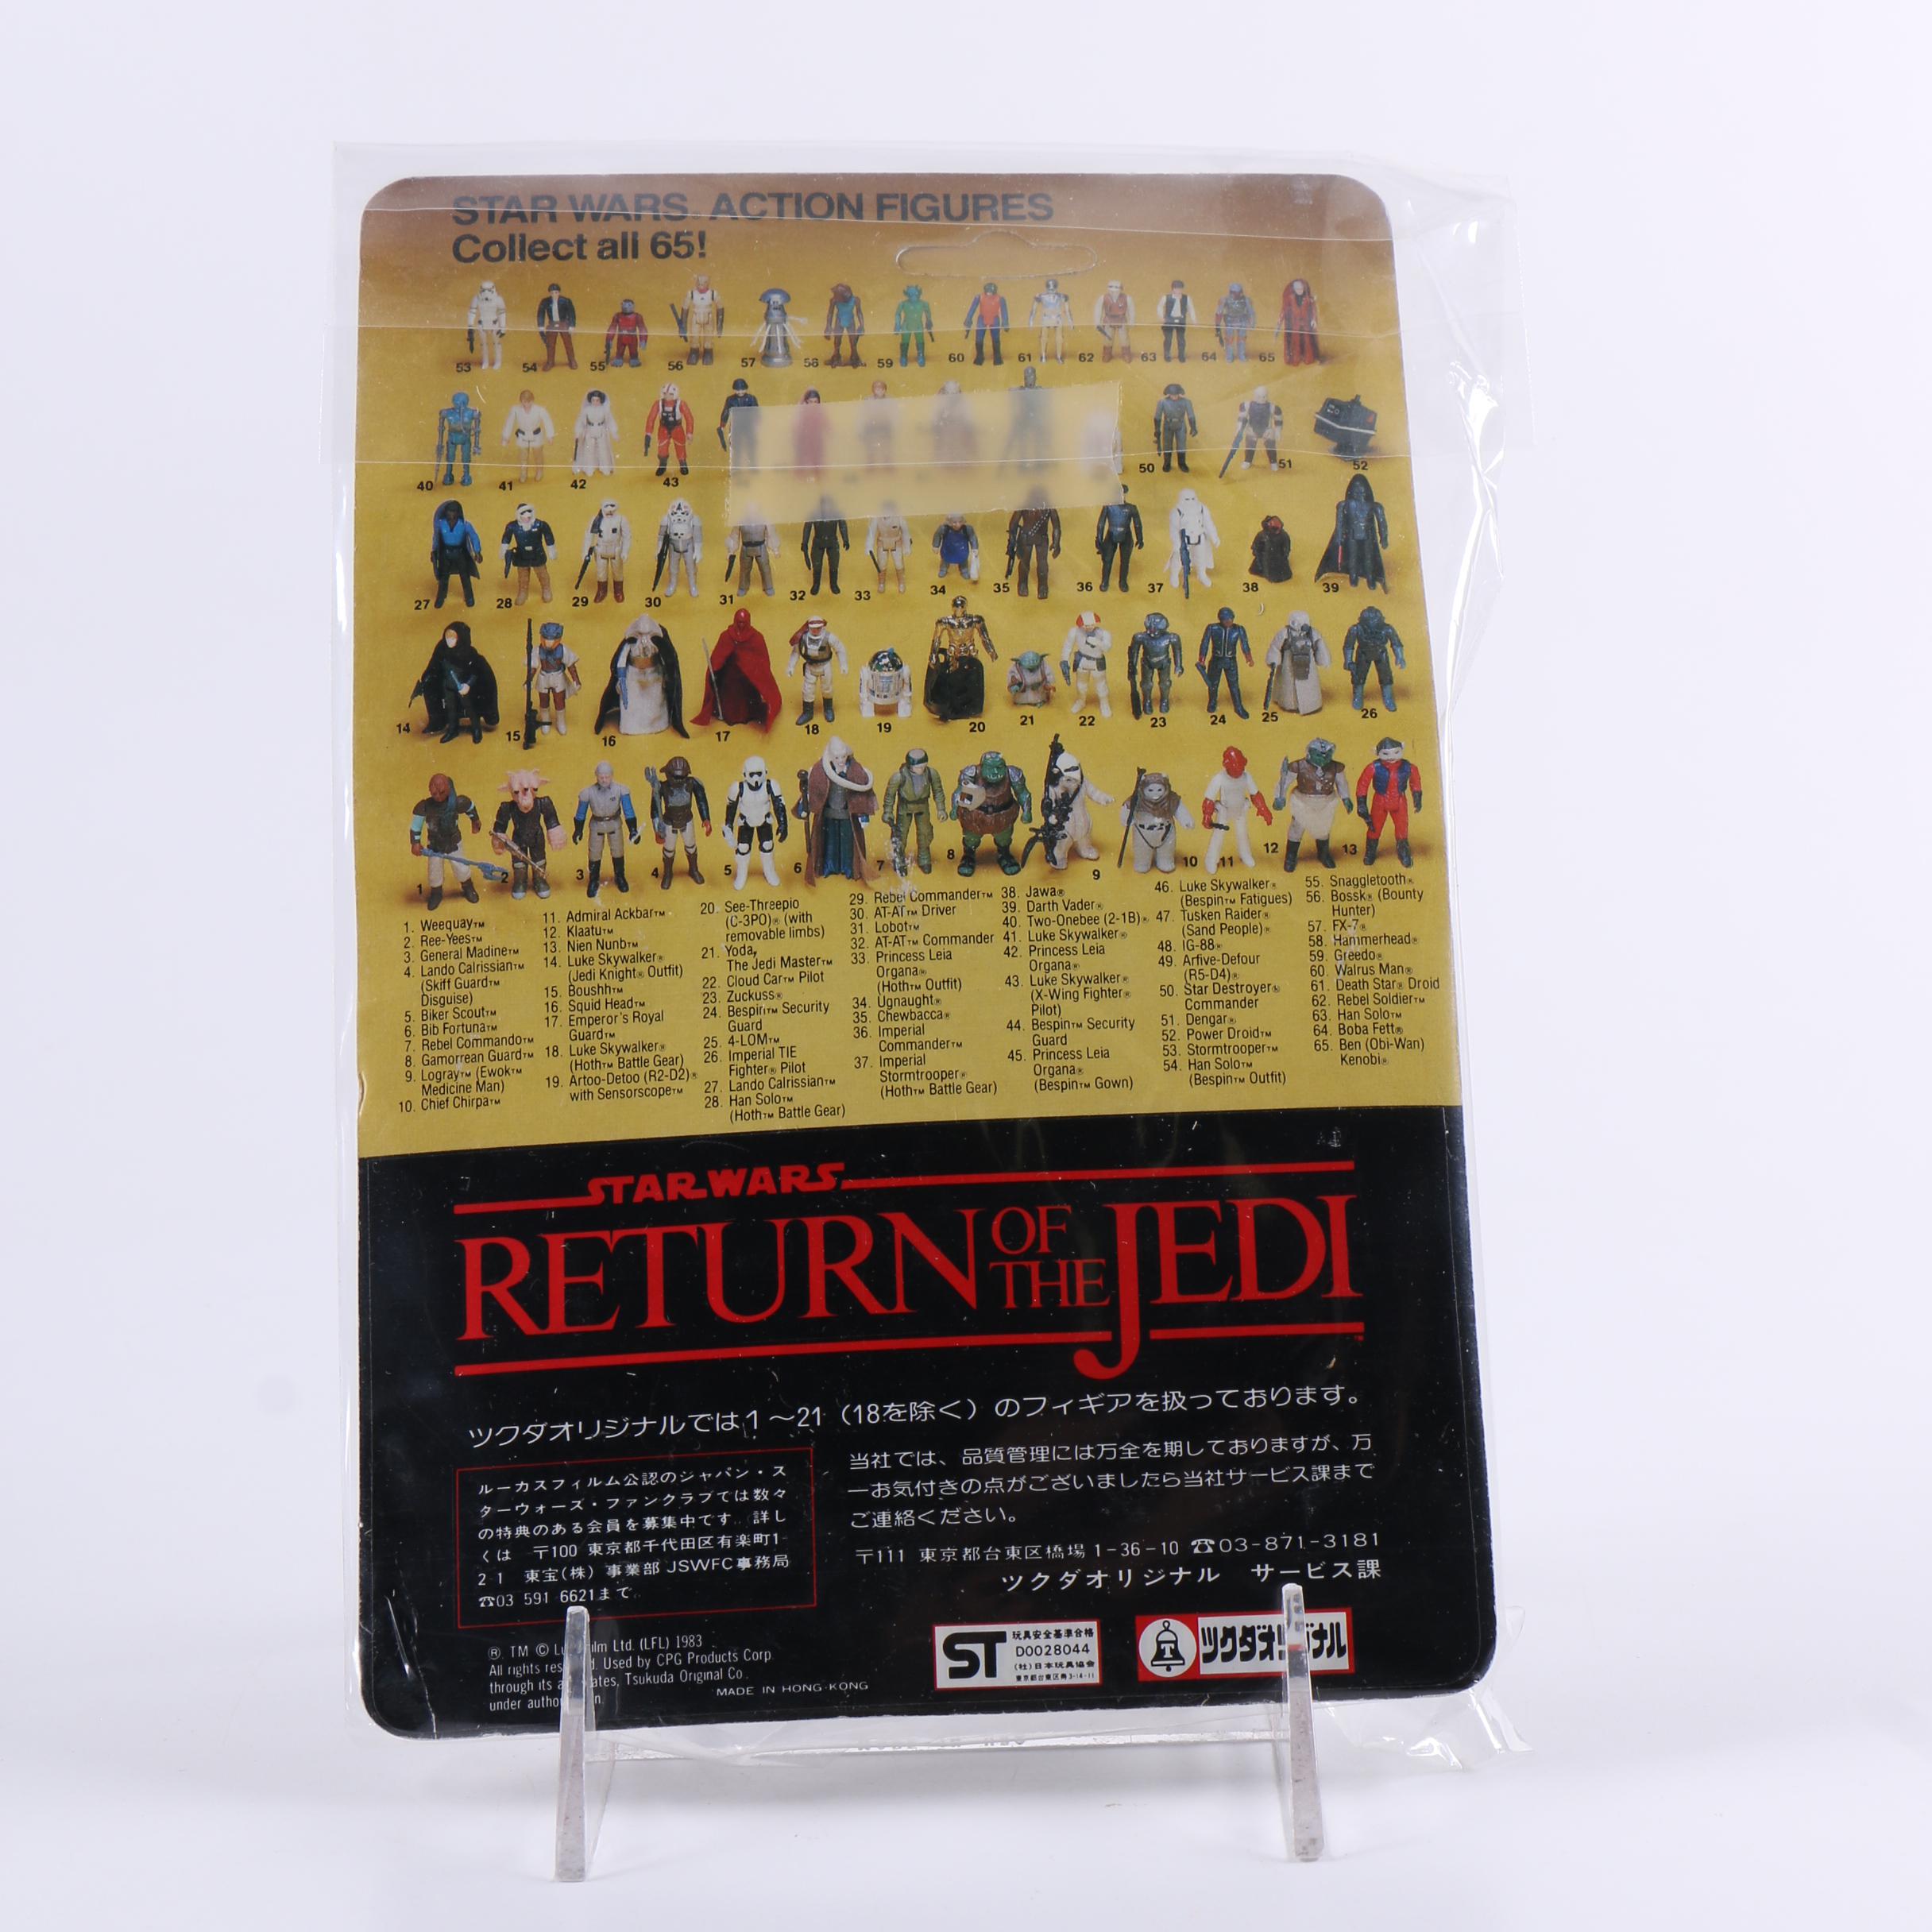 STAR WARS® ACTION FIGURES
Collect all 65!
53 54 55 56 57 58 59 60 61 62 63 64 65
40 41 42 43 50 51 52
27 28 29 30 31 32 33 34 35 36 37 38 39
14 15 16 17 18 19 20 21 22 23 24 25 26
1 2 3 4 5 6 7 8 9 10 11 12 13
1. Weequay™
2. Ree-Yees™
3. General Madine™
4. Lando Calrissian™
(Skiff Guard™
Disguise)
5. Biker Scout™
6. Bib Fortuna™
7. Rebel Commando™
8. Gamorrean Guard™
9. Logray™ (Ewok™
Medicine Man)
10. Chief Chirpa™
11. Admiral Ackbar™
12. Klaatu™
13. Nien Nunb™
14. Luke Skywalker®
(Jedi Knight® Outfit)
15. Boushh™
16. Squid Head™
17. Emperor's Royal
Guard™
18. Luke Skywalker®
(Hoth™ Battle Gear)
19. Artoo-Detoo (R2-D2)®
with Sensorscope™
20. See-Threepio
(C-3PO)® (with
removable limbs)
21. Yoda,
The Jedi Master™
22. Cloud Car™ Pilot
23. Zuckuss®
24. Bespin™ Security
Guard
25. 4-LOM™
26. Imperial TIE
Fighter® Pilot
27. Lando Calrissian™
28. Han Solo™
(Hoth™ Battle Gear)
29. Rebel Commander™
30. AT-AT™ Driver
31. Lobot™
32. AT-AT™ Commander
33. Princess Leia
Organa®
(Hoth™ Outfit)
34. Ugnaught®
35. Chewbacca®
36. Imperial
Commander™
37. Imperial
Stormtrooper®
(Hoth™ Battle Gear)
38. Jawa®
39. Darth Vader®
40. Two-Onebee (2-1B)®
41. Luke Skywalker®
42. Princess Leia
Organa®
43. Luke Skywalker®
(X-Wing Fighter®
Pilot)
44. Bespin™ Security
Guard
45. Princess Leia
Organa®
(Bespin™ Gown)
46. Luke Skywalker®
(Bespin™ Fatigues)
47. Tusken Raider®
(Sand People)®
48. IG-88®
49. Arfive-Defour
(R5-D4)®
50. Star Destroyer®
Commander
51. Dengar®
52. Power Droid™
53. Stormtrooper™
54. Han Solo™
(Bespin™ Outfit)
55. Snaggletooth®
56. Bossk® (Bounty
Hunter)
57. FX-7®
58. Hammerhead®
59. Greedo®
60. Walrus Man®
61. Death Star® Droid
62. Rebel Soldier™
63. Han Solo™
64. Boba Fett®
65. Ben (Obi-Wan)
Kenobi®
STAR WARS
RETURN OF THE JEDI
ツクダオリジナルでは1〜21（18を除く）のフィギアを扱っております。
ルーカスフィルム公認のジャパン・ス
ターウォーズ・ファンクラブでは数々
の特典のある会員を募集中です。詳し
くは 〒100 東京都千代田区有楽町1-
2 1 東宝(株) 事業部 JSWFC事務局
☎03 591 6621まで
当社では、品質管理には万全を期しておりますが、万
一お気付きの点がございましたら当社サービス課まで
ご連絡ください。
〒111 東京都台東区橋場1-36-10 ☎03-871-3181
ツクダオリジナル サービス課
® TM © Ltd. (LFL) 1983
All rights Used by CPG Products Corp.
through its Tsukuda Original Co.
under
MADE IN HONG-KONG
ST
玩具安全基準合格
D0028044
(社)日本玩具協会
東京都台東区寿3-14-11
T
ツクダオリジナル